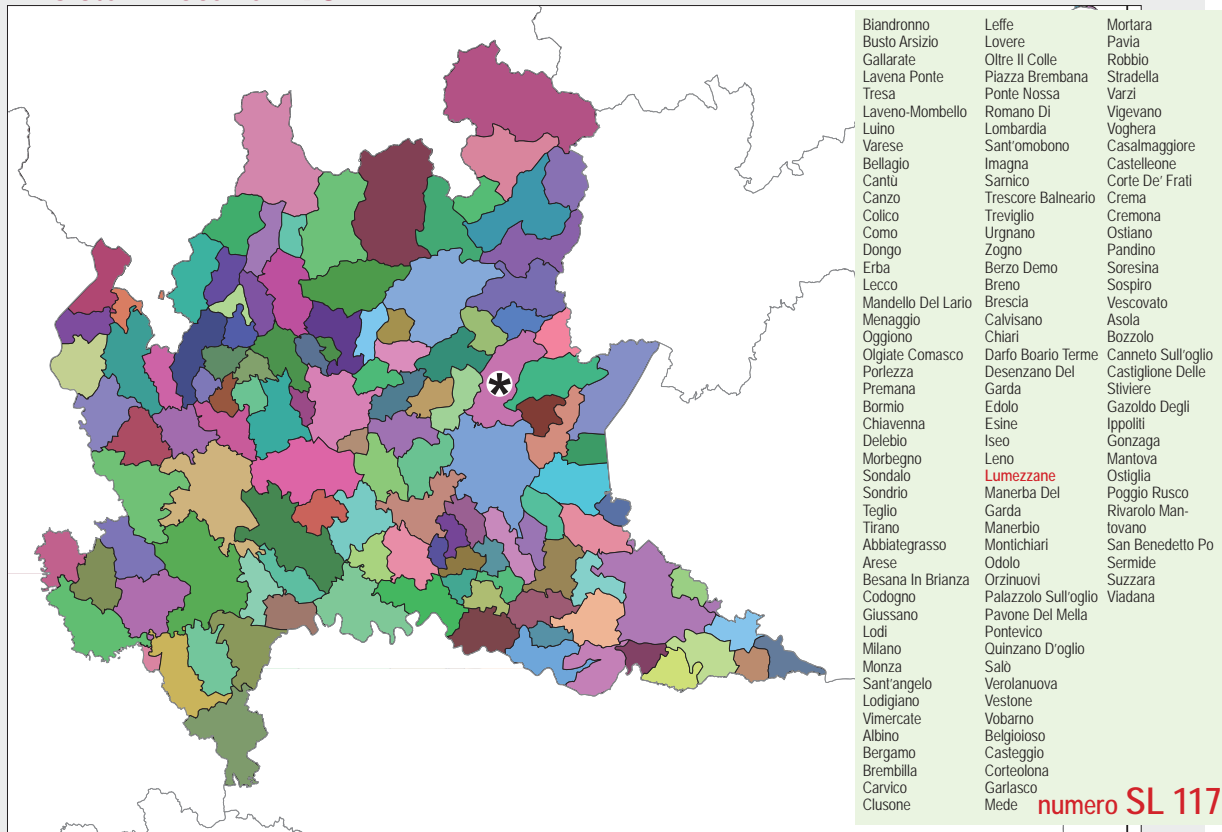 Biandronno
Busto Arsizio
Gallarate
Lavena Ponte
Tresa
Laveno-Mombello
Luino
Varese
Bellagio
Cantù
Canzo
Colico
Como
Dongo
Erba
Lecco
Mandello Del Lario
Menaggio
Oggiono
Olgiate Comasco
Porlezza
Premana
Bormio
Chiavenna
Delebio
Morbegno
Sondalo
Sondrio
Teglio
Tirano
Abbiategrasso
Arese
Besana In Brianza
Codogno
Giussano
Lodi
Milano
Monza
Sant'angelo
Lodigiano
Vimercate
Albino
Bergamo
Brembilla
Carvico
Clusone
Leffe
Lovere
Oltre Il Colle
Piazza Brembana
Ponte Nossa
Romano Di
Lombardia
Sant'omobono
Imagna
Sarnico
Trescore Balneario
Treviglio
Urgnano
Zogno
Berzo Demo
Breno
Brescia
Calvisano
Chiari
Darfo Boario Terme
Desenzano Del
Garda
Edolo
Esine
Iseo
Leno
Lumezzane
Manerba Del
Garda
Manerbio
Montichiari
Odolo
Orzinuovi
Palazzolo Sull'oglio
Pavone Del Mella
Pontevico
Quinzano D'oglio
Salò
Verolanuova
Vestone
Vobarno
Belgioioso
Casteggio
Corteolona
Garlasco
Mede
Mortara
Pavia
Robbio
Stradella
Varzi
Vigevano
Voghera
Casalmaggiore
Castelleone
Corte De' Frati
Crema
Cremona
Ostiano
Pandino
Soresina
Sospiro
Vescovato
Asola
Bozzolo
Canneto Sull'oglio
Castiglione Delle
Stiviere
Gazoldo Degli
Ippoliti
Gonzaga
Mantova
Ostiglia
Poggio Rusco
Rivarolo Man-
tovano
San Benedetto Po
Sermide
Suzzara
Viadana
numero SL 117